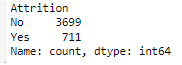 Attrition
No     3699
Yes     711
Name: count, dtype: int64